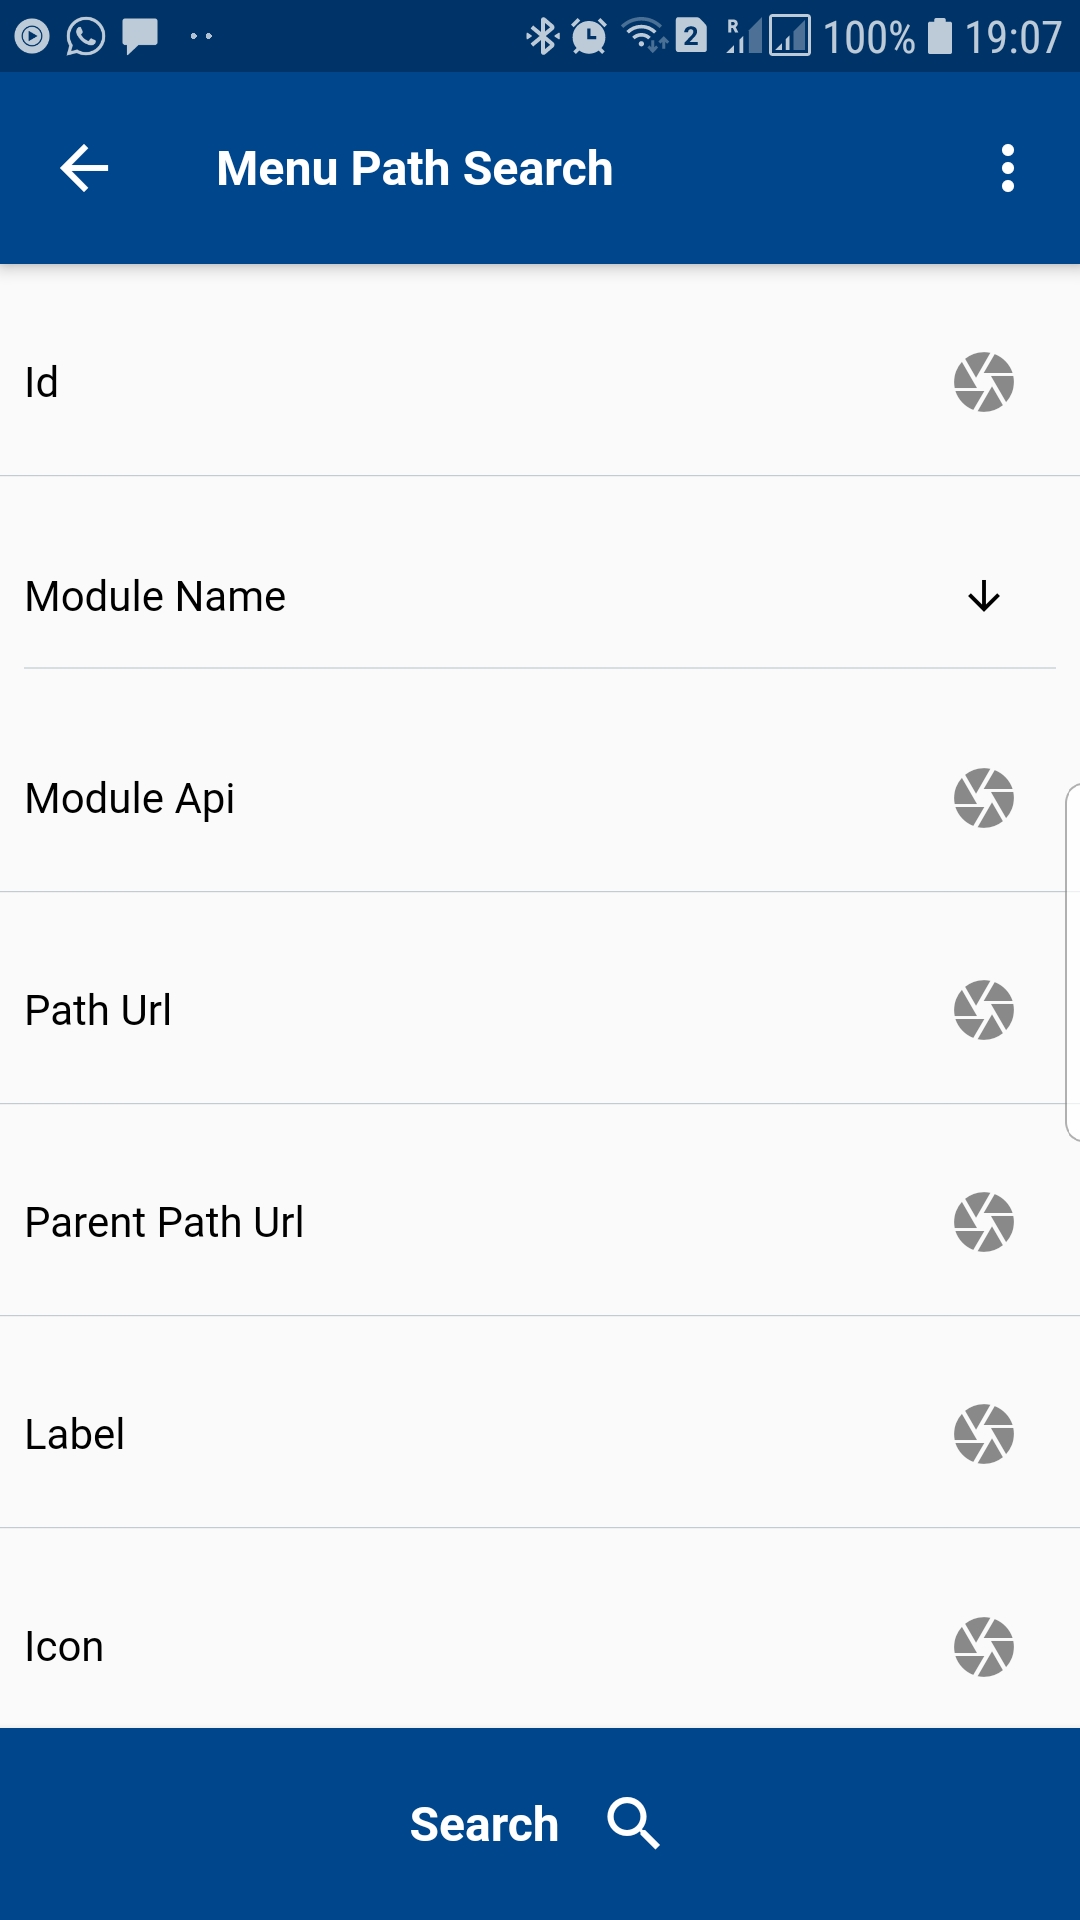 2 R 100% 19:07
Menu Path Search
Id
Module Name
Module Api
Path Url
Parent Path Url
Label
Icon
Search